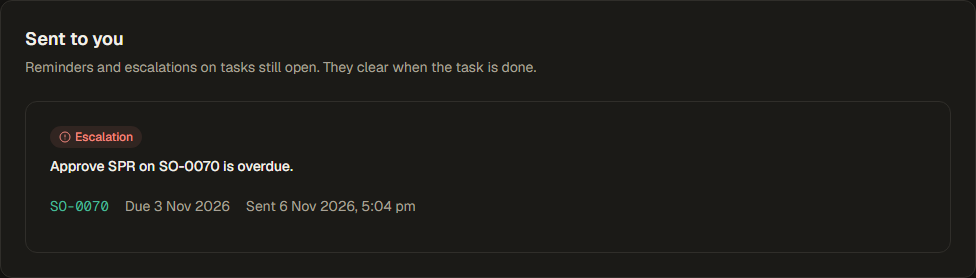 Sent to you
Reminders and escalations on tasks still open. They clear when the task is done.
Escalation
Approve SPR on SO-0070 is overdue.
SO-0070 Due 3 Nov 2026 Sent 6 Nov 2026, 5:04 pm